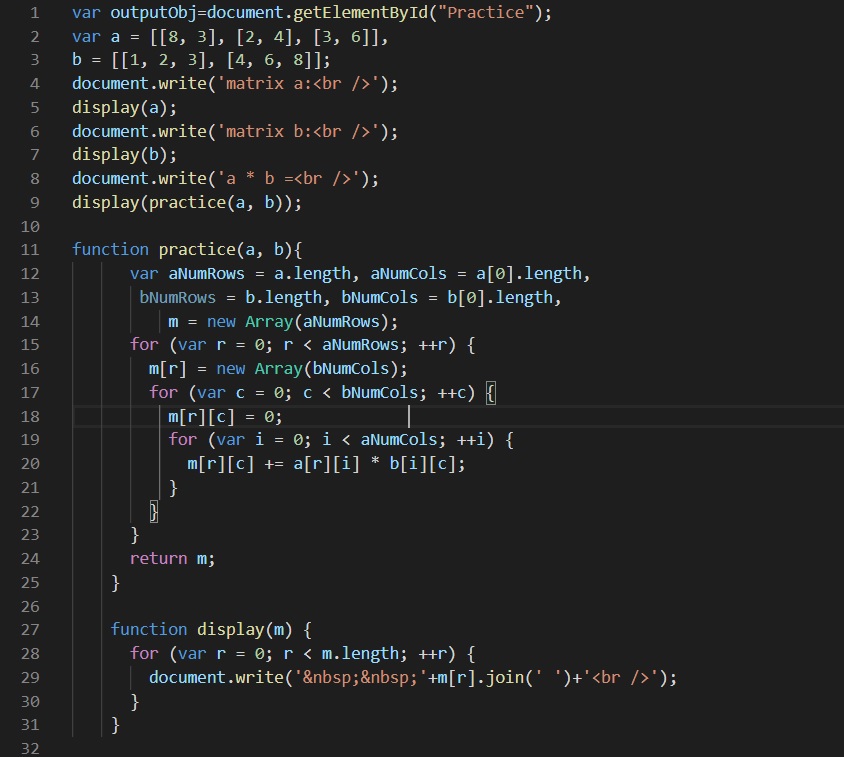 1 var outputObj=document.getElementById("Practice");
2 var a = [[8, 3], [2, 4], [3, 6]],
3 b = [[1, 2, 3], [4, 6, 8]];
4 document.write('matrix a:<br />');
5 display(a);
6 document.write('matrix b:<br />');
7 display(b);
8 document.write('a * b =<br />');
9 display(practice(a, b));
10
11 function practice(a, b){
12 var aNumRows = a.length, aNumCols = a[0].length,
13 bNumRows = b.length, bNumCols = b[0].length,
14 m = new Array(aNumRows);
15 for (var r = 0; r < aNumRows; ++r) {
16 m[r] = new Array(bNumCols);
17 for (var c = 0; c < bNumCols; ++c) {
18 m[r][c] = 0;
19 for (var i = 0; i < aNumCols; ++i) {
20 m[r][c] += a[r][i] * b[i][c];
21 }
22 }
23 }
24 return m;
25 }
26
27 function display(m) {
28 for (var r = 0; r < m.length; ++r) {
29 document.write('&nbsp;&nbsp;'+m[r].join(' ')+'<br />');
30 }
31 }
32